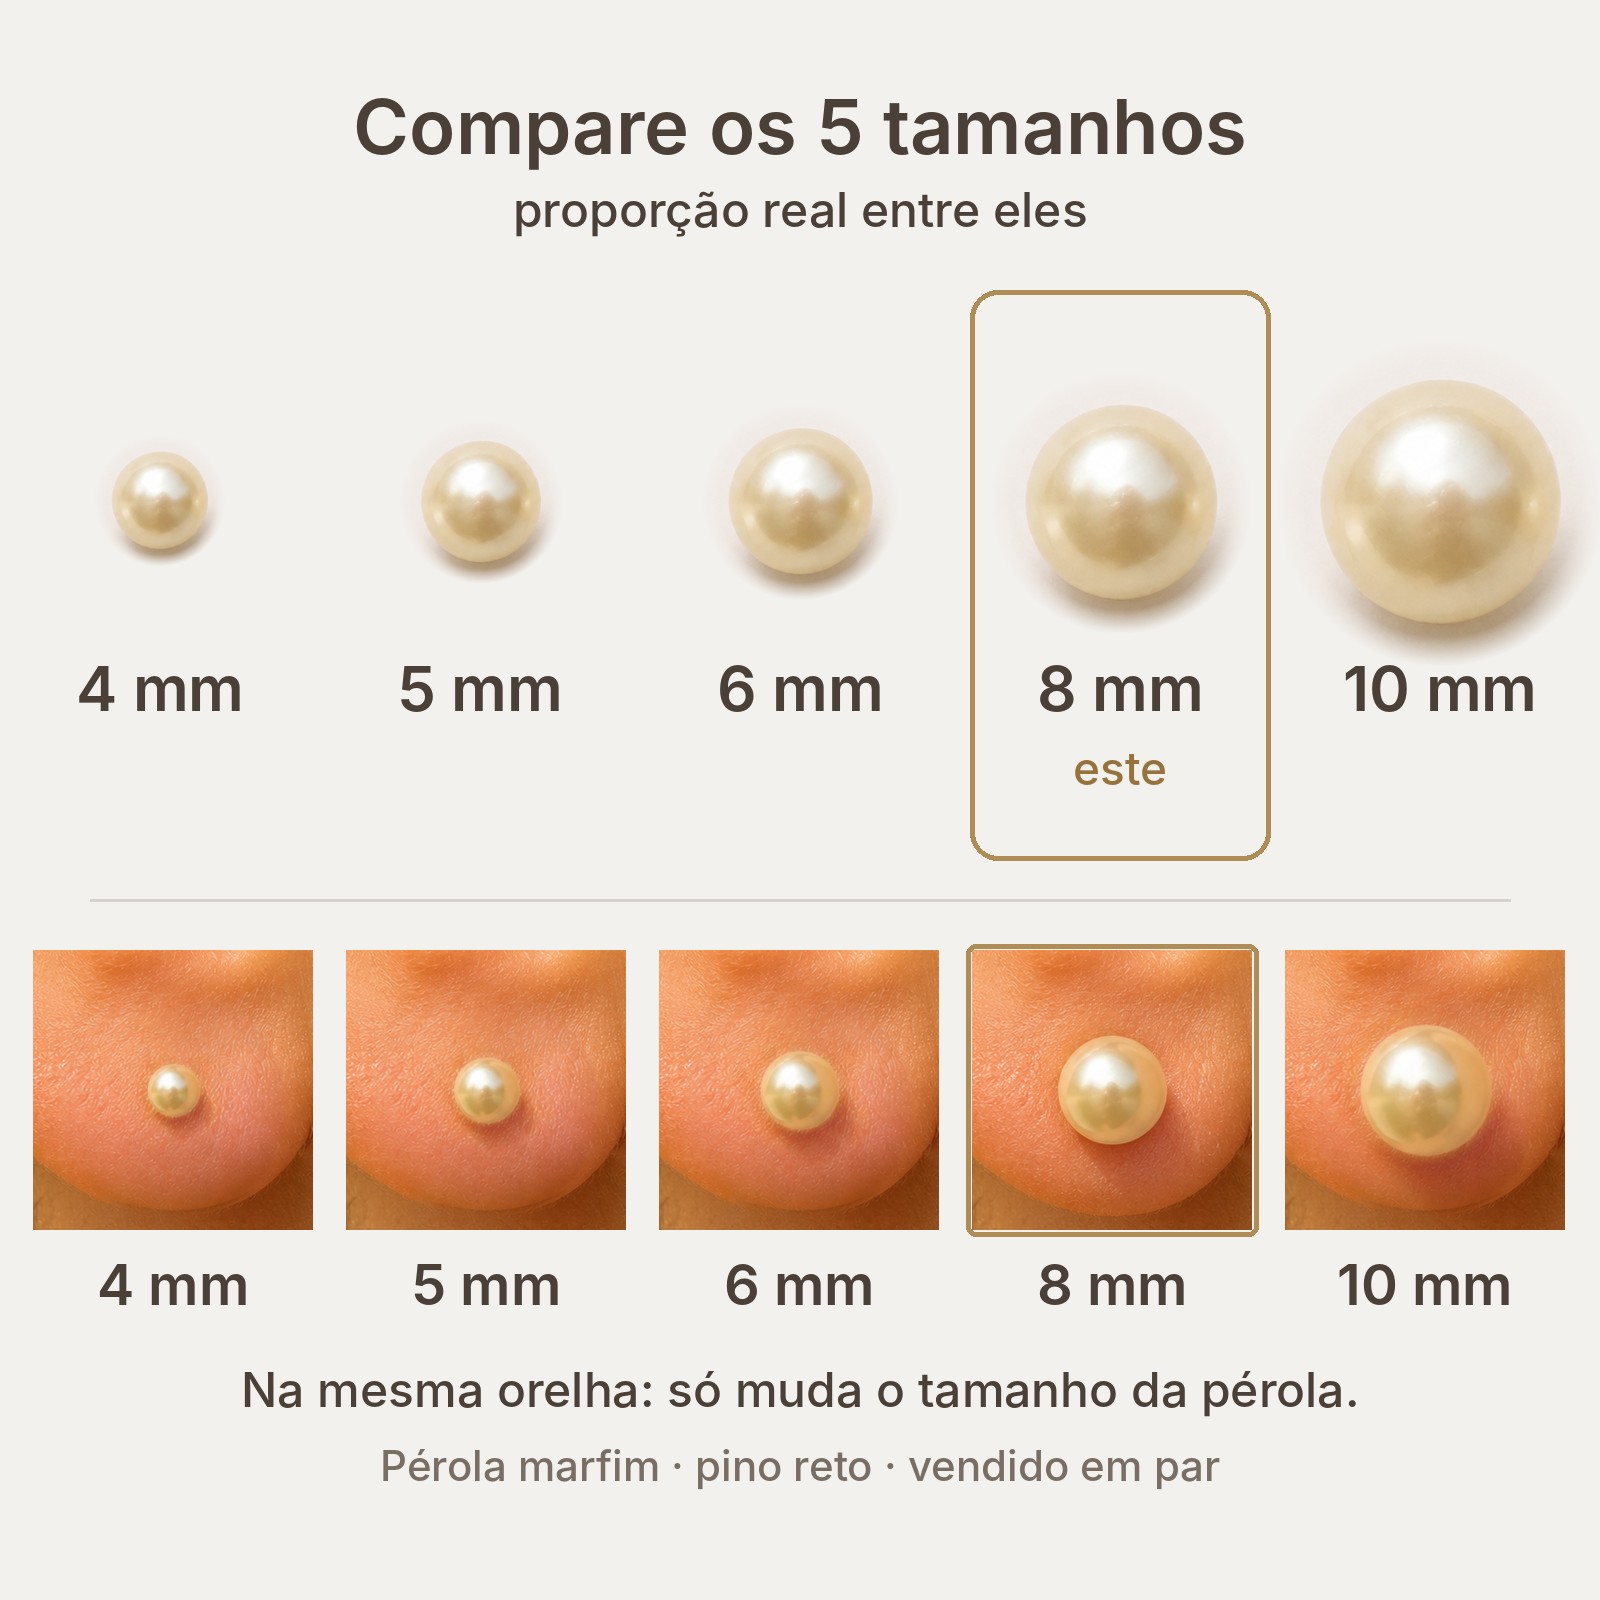 Compare os 5 tamanhos
proporção real entre eles
4 mm 5 mm 6 mm 8 mm 10 mm
este
4 mm 5 mm 6 mm 8 mm 10 mm
Na mesma orelha: só muda o tamanho da pérola.
Pérola marfim · pino reto · vendido em par